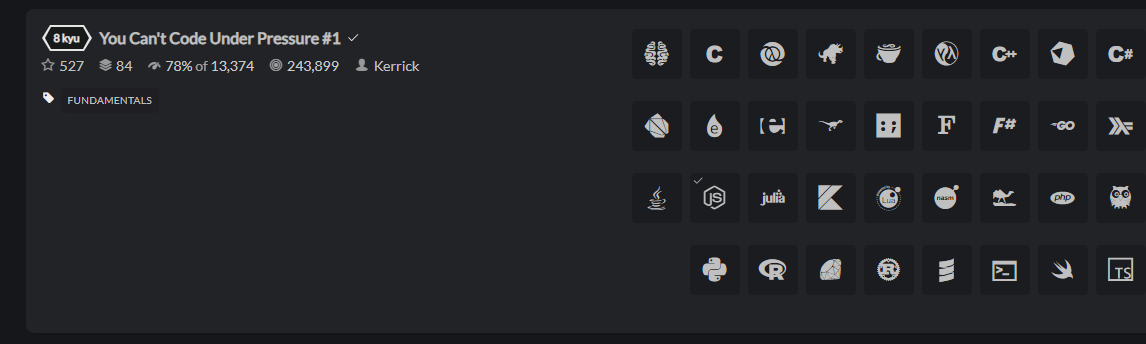 8 kyu You Can't Code Under Pressure #1
527 84 78% of 13,374 243,899 Kerrick
FUNDAMENTALS
C C++ C#
e F F# GO
JS julia Lua nasm php
R TS